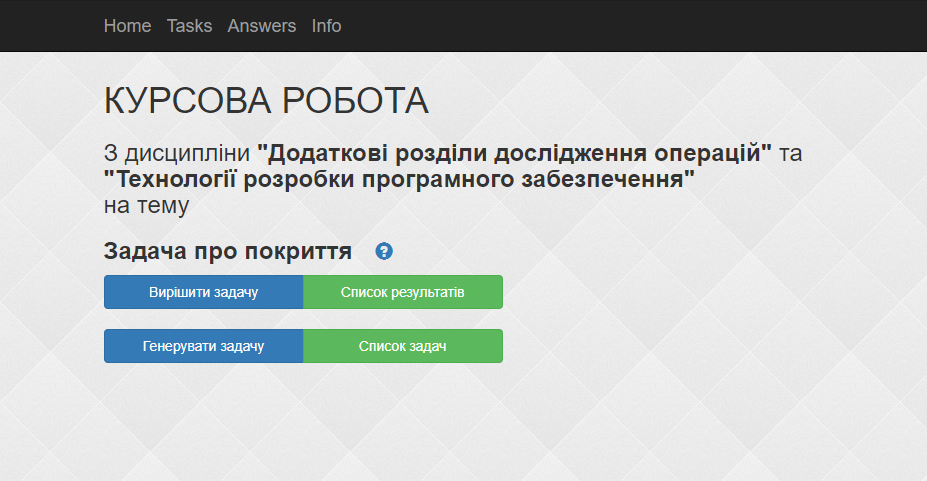 Home Tasks Answers Info
КУРСОВА РОБОТА
З дисципліни "Додаткові розділи дослідження операцій" та
"Технології розробки програмного забезпечення"
на тему
Задача про покриття ?
Вирішити задачу Список результатів
Генерувати задачу Список задач